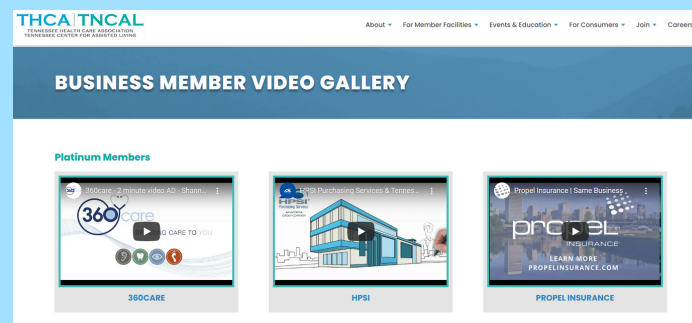 THCA|TNCAL
TENNESSEE HEALTH CARE ASSOCIATION
TENNESSEE CENTER FOR ASSISTED LIVING
About For Member Facilities Events & Education For Consumers Join Careers
BUSINESS MEMBER VIDEO GALLERY
Platinum Members
360care - 2 minute video AD - Shann...
360care
CARE TO YOU
360CARE
HPSI Purchasing Services & Tennes...
HPSI
Purchasing Services
HPSI
Propel Insurance | Same Business
INSURANCE
LEARN MORE
PROPELINSURANCE.COM
PROPEL INSURANCE